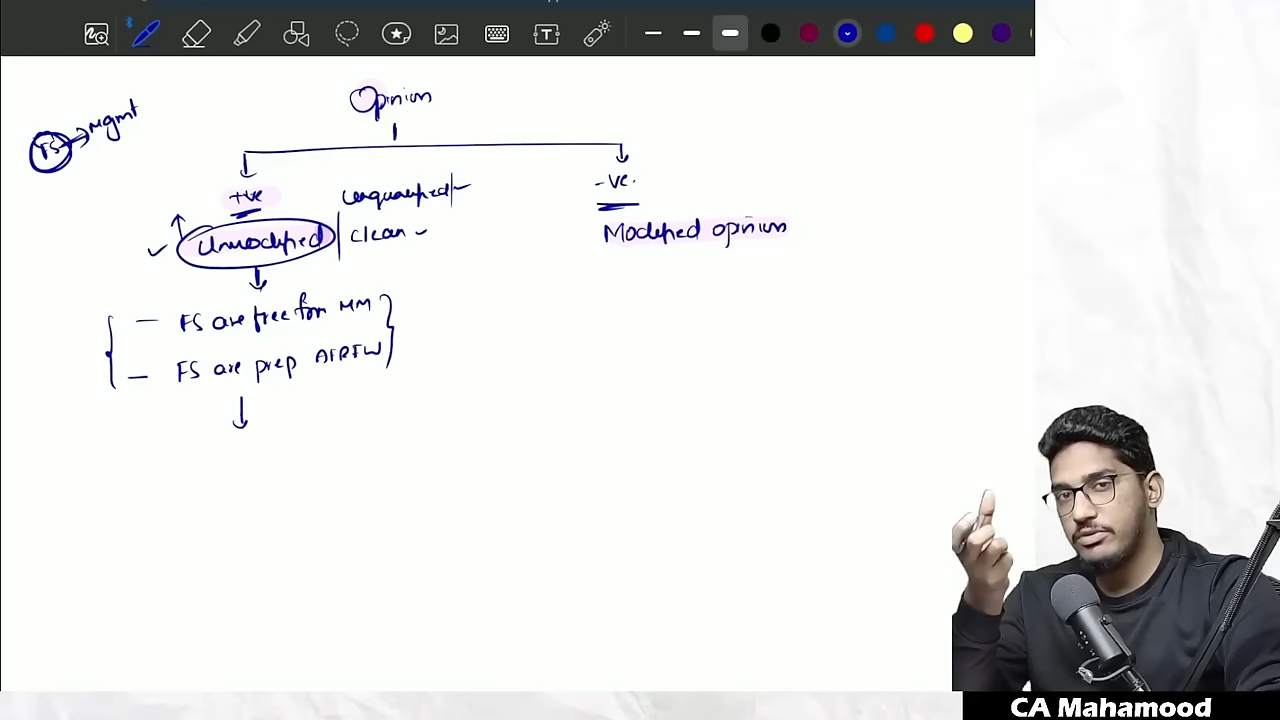 Opinion
FS → Mgmt
+ve
unqualified
-ve.
Unmodified
clean
Modified opinion
- FS are free from MM
- FS are prep AFRFW
CA Mahamood